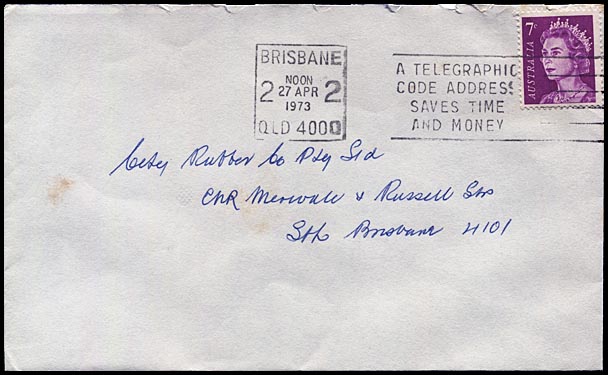 BRISBANE
NOON
2 27 APR 2
1973
QLD 4000
A TELEGRAPHIC
CODE ADDRESS
SAVES TIME
AND MONEY
7c
AUSTRALIA
City Rubber Co Pty Ltd
CNR Merivale & Russell Sts
Sth Brisbane 4101